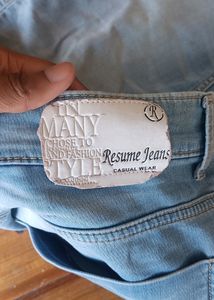 IN
MANY
CHOSE TO
AND FASHION
STYLE
R
Resume Jeans
CASUAL WEAR